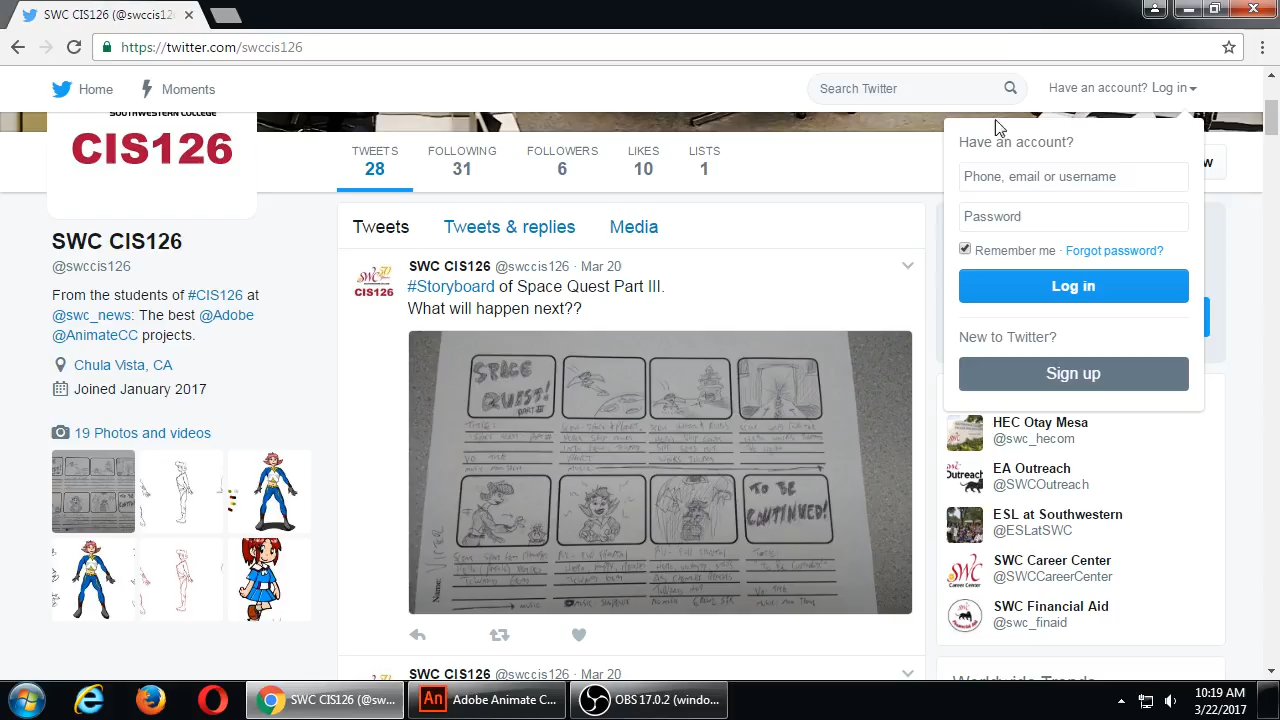 SWC CIS126 (@swccis12
https://twitter.com/swccis126
Home
Moments
Search Twitter
Have an account? Log in
SOUTHWESTERN COLLEGE
CIS126
TWEETS
28
FOLLOWING
31
FOLLOWERS
6
LIKES
10
LISTS
1
Have an account?
Phone, email or username
Password
Remember me · Forgot password?
Log in
New to Twitter?
Sign up
SWC CIS126
@swccis126
From the students of #CIS126 at
@swc_news: The best @Adobe
@AnimateCC projects.
Chula Vista, CA
Joined January 2017
19 Photos and videos
Tweets
Tweets & replies
Media
SWC CIS126 @swccis126 · Mar 20
#Storyboard of Space Quest Part III.
What will happen next??
SWC
CIS126
SPACE
QUEST!
PART III
TO BE
CONTINUED!
Name:
SWC CIS126 @swccis126 · Mar 20
HEC Otay Mesa
@swc_hecom
EA Outreach
@SWCOutreach
ESL at Southwestern
@ESLatSWC
SWC Career Center
@SWCCareerCenter
SWC Financial Aid
@swc_finaid
Worldwide Trends
SWC CIS126 (@sw...
Adobe Animate C...
OBS 17.0.2 (windo...
10:19 AM
3/22/2017